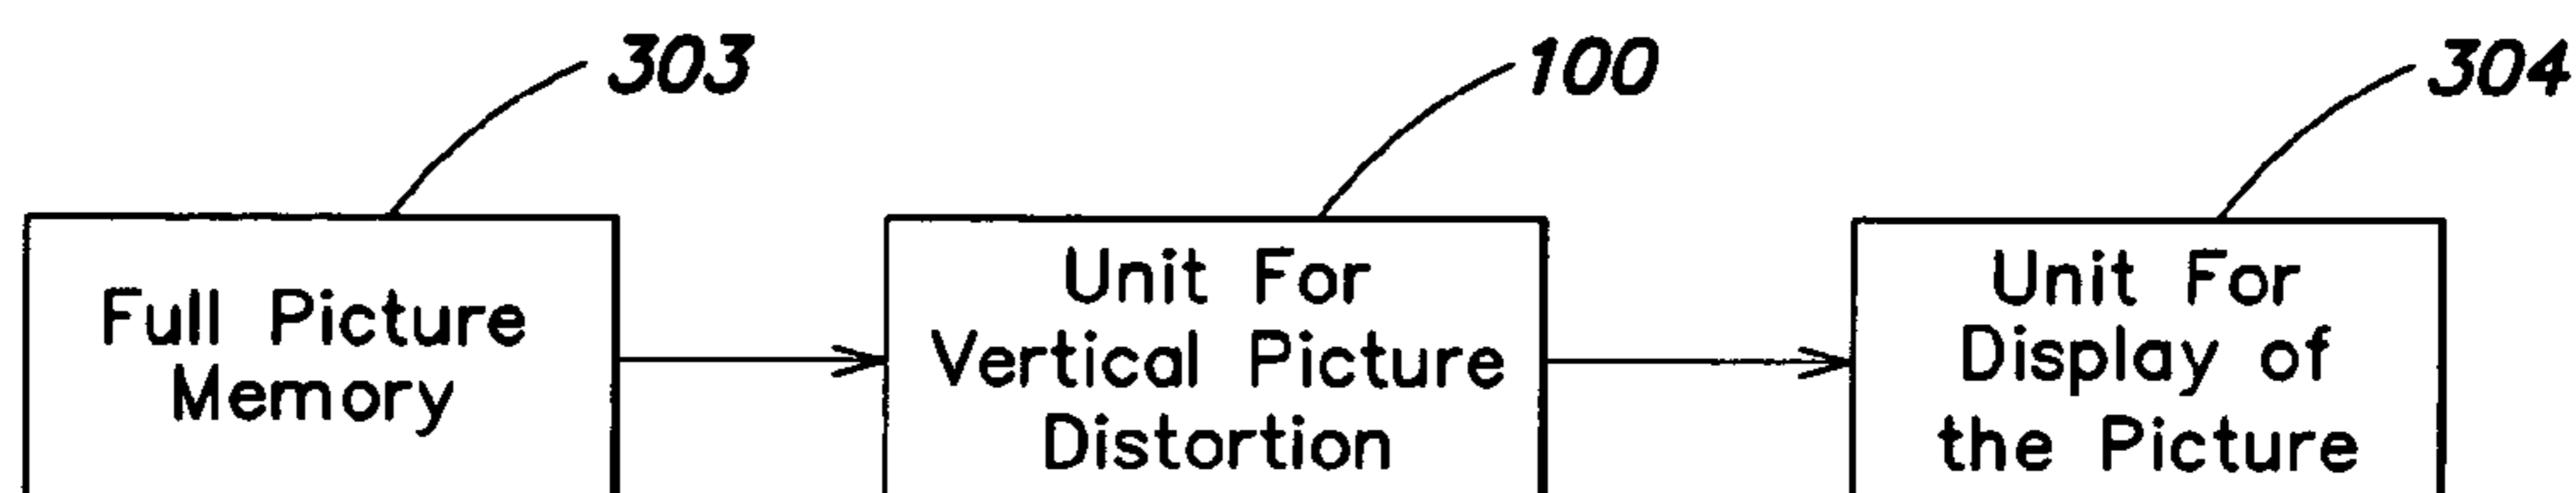 303
100
304
Full Picture
Memory
Unit For
Vertical Picture
Distortion
Unit For
Display of
the Picture